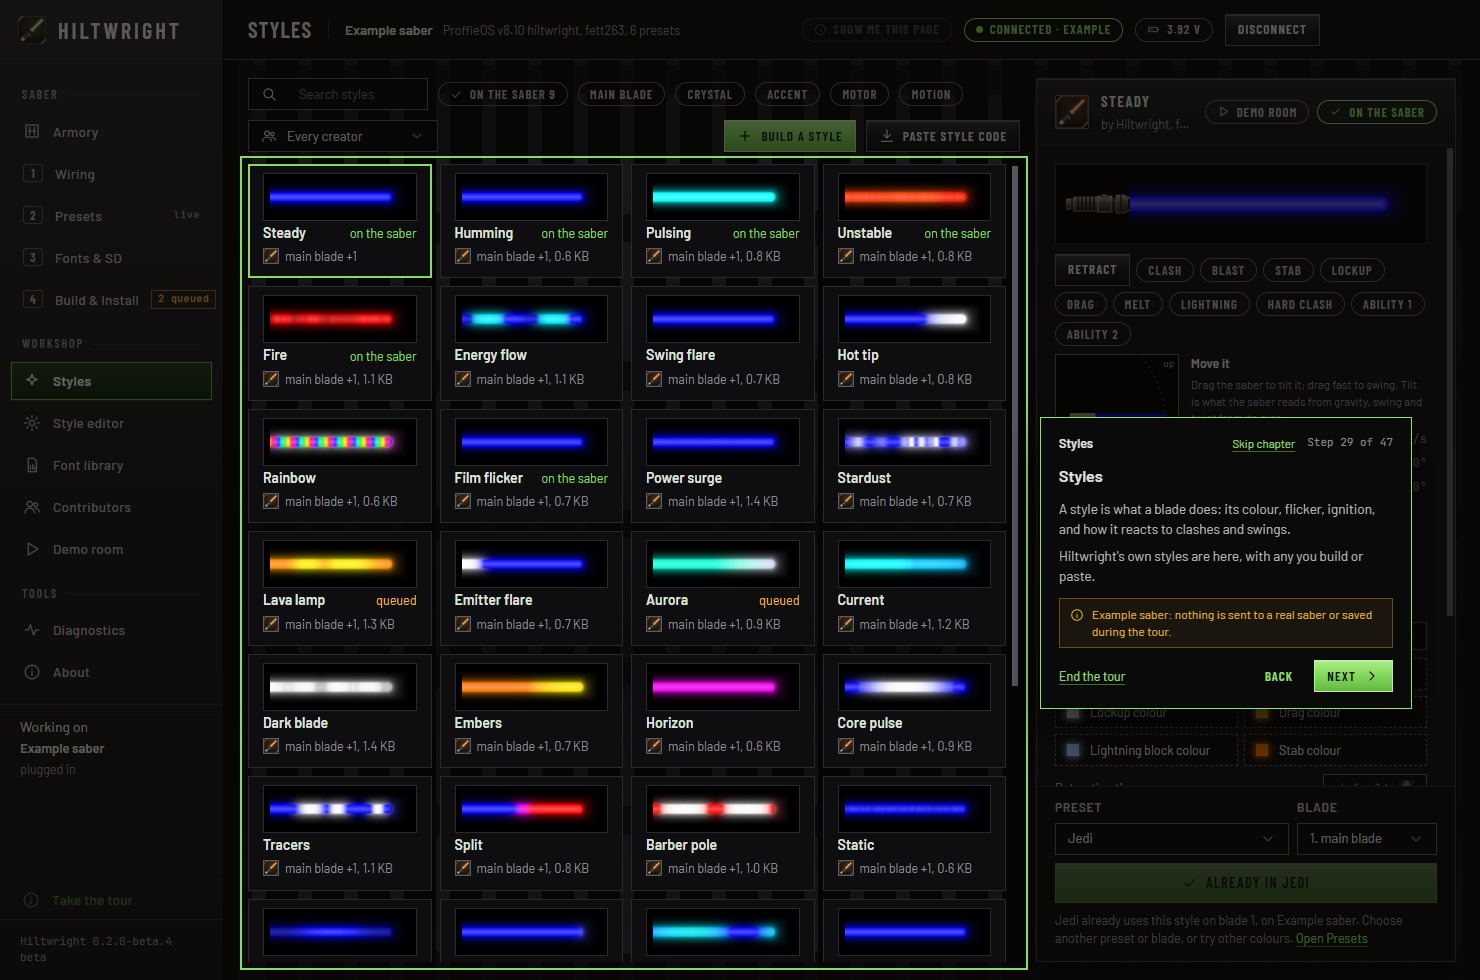 HILTWRIGHT
SABER
Armory
1 Wiring
2 Presets live
3 Fonts & SD
4 Build & Install 2 queued
WORKSHOP
Styles
Style editor
Font library
Contributors
Demo room
TOOLS
Diagnostics
About
Working on
Example saber
plugged in
Take the tour
Hiltwright 0.2.0-beta.4
beta
STYLES Example saber ProffieOS v8.10 hiltwright, fett263, 6 presets
SHOW ME THIS PAGE CONNECTED · EXAMPLE 3.92 V DISCONNECT
Search styles ON THE SABER 9 MAIN BLADE CRYSTAL ACCENT MOTOR MOTION
Every creator BUILD A STYLE PASTE STYLE CODE
Steady on the saber
main blade +1
Humming on the saber
main blade +1, 0.6 KB
Pulsing on the saber
main blade +1, 0.8 KB
Unstable on the saber
main blade +1, 0.8 KB
Fire on the saber
main blade +1, 1.1 KB
Energy flow
main blade +1, 1.1 KB
Swing flare
main blade +1, 0.7 KB
Hot tip
main blade +1, 0.8 KB
Rainbow
main blade +1, 0.6 KB
Film flicker on the saber
main blade +1, 0.7 KB
Power surge
main blade +1, 1.4 KB
Stardust
main blade +1, 0.7 KB
Lava lamp queued
main blade +1, 1.3 KB
Emitter flare
main blade +1, 0.7 KB
Aurora queued
main blade +1, 0.9 KB
Current
main blade +1, 1.2 KB
Dark blade
main blade +1, 1.4 KB
Embers
main blade +1, 0.7 KB
Horizon
main blade +1, 0.6 KB
Core pulse
main blade +1, 0.9 KB
Tracers
main blade +1, 1.1 KB
Split
main blade +1, 0.8 KB
Barber pole
main blade +1, 1.0 KB
Static
main blade +1, 0.6 KB
STEADY
by Hiltwright, f...
DEMO ROOM ON THE SABER
RETRACT CLASH BLAST STAB LOCKUP
DRAG MELT LIGHTNING HARD CLASH ABILITY 1
ABILITY 2
up
Move it
Drag the saber to tilt it; drag fast to swing. Tilt
is what the saber reads from gravity, swing and
Styles Skip chapter Step 29 of 47
Styles
A style is what a blade does: its colour, flicker, ignition,
and how it reacts to clashes and swings.
Hiltwright's own styles are here, with any you build or
paste.
Example saber: nothing is sent to a real saber or saved
during the tour.
End the tour BACK NEXT
Lockup colour Drag colour
Lightning block colour Stab colour
PRESET BLADE
Jedi 1. main blade
ALREADY IN JEDI
Jedi already uses this style on blade 1, on Example saber. Choose
another preset or blade, or try other colours. Open Presets